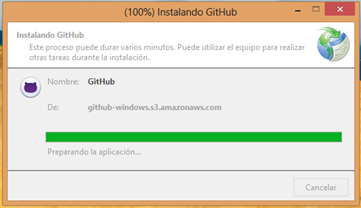 (100%) Instalando GitHub
Instalando GitHub
Este proceso puede durar varios minutos. Puede utilizar el equipo para realizar
otras tareas durante la instalación.
Nombre: GitHub
De: github-windows.s3.amazonaws.com
Preparando la aplicación...
Cancelar